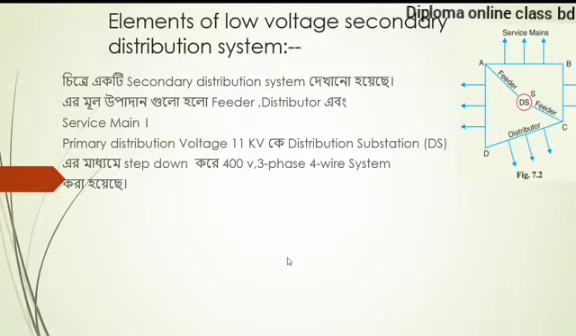 Diploma online class bd
Elements of low voltage secondary
distribution system:--
চিত্রে একটি Secondary distribution system দেখানো হয়েছে।
এর মূল উপাদান গুলো হলো Feeder ,Distributor এবং
Service Main ।
Primary distribution Voltage 11 KV কে Distribution Substation (DS)
এর মাধ্যমে step down করে 400 v,3-phase 4-wire System
করা হয়েছে।
Service Mains
A
B
Feeder
S
DS
Feeder
Distributor
C
D
Fig. 7.2